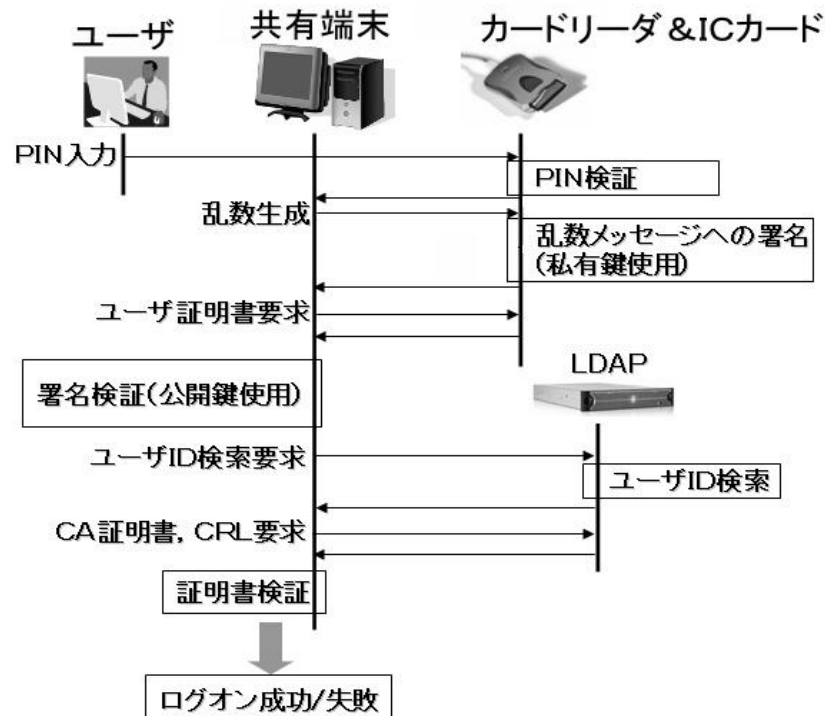 ユーザ
共有端末
カードリーダ&ICカード
PIN入力
PIN検証
乱数生成
乱数メッセージへの署名
(私有鍵使用)
ユーザ証明書要求
LDAP
署名検証(公開鍵使用)
ユーザID検索要求
ユーザID検索
CA証明書, CRL要求
証明書検証
ログオン成功/失敗